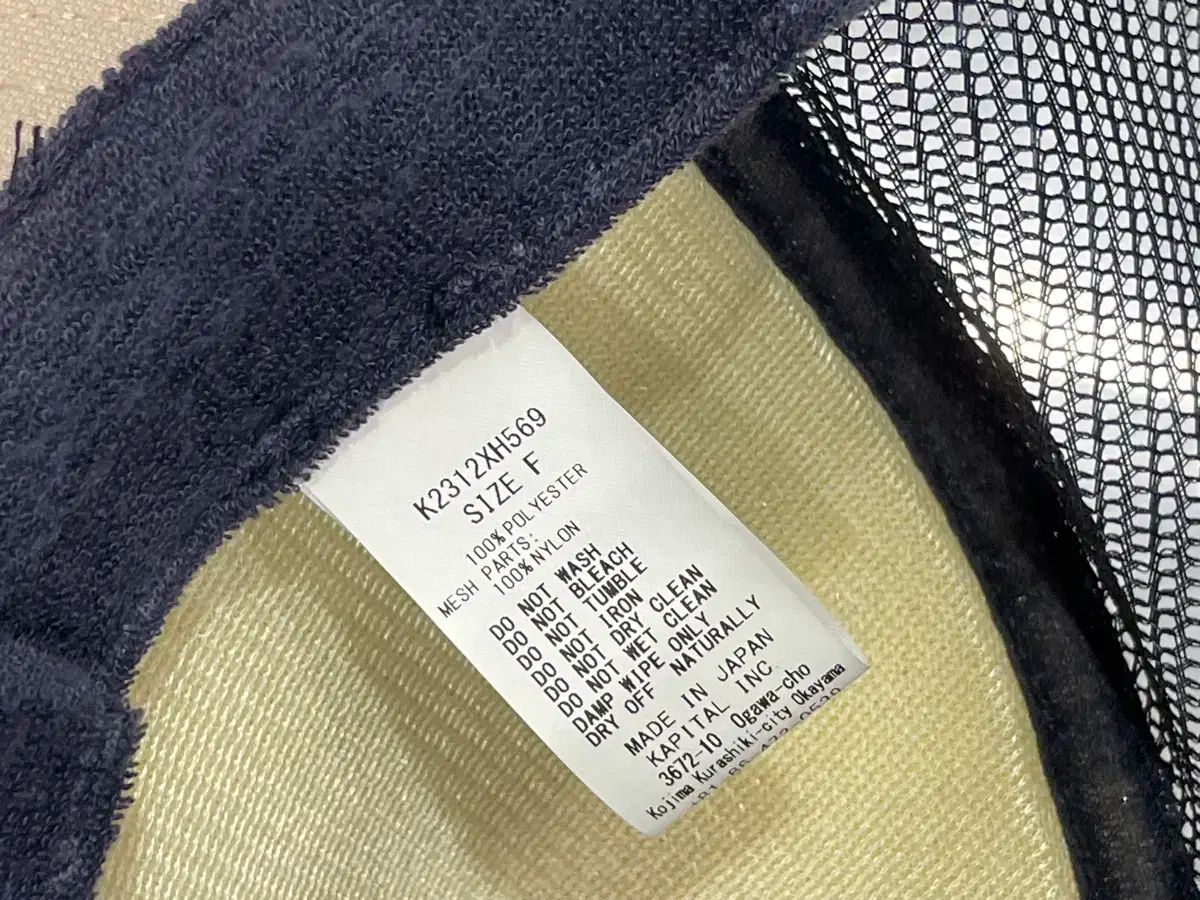 K2312XH569
SIZE F
100%POLYESTER
MESH PARTS:
100%NYLON
DO NOT WASH
DO NOT BLEACH
DO NOT TUMBLE
DO NOT IRON
DO NOT DRY CLEAN
DO NOT WET CLEAN
DAMP WIPE ONLY
DRY OFF NATURALLY
MADE IN JAPAN
KAPITAL INC
3672-10 Ogawa-cho
Kojima Kurashiki-city Okayama